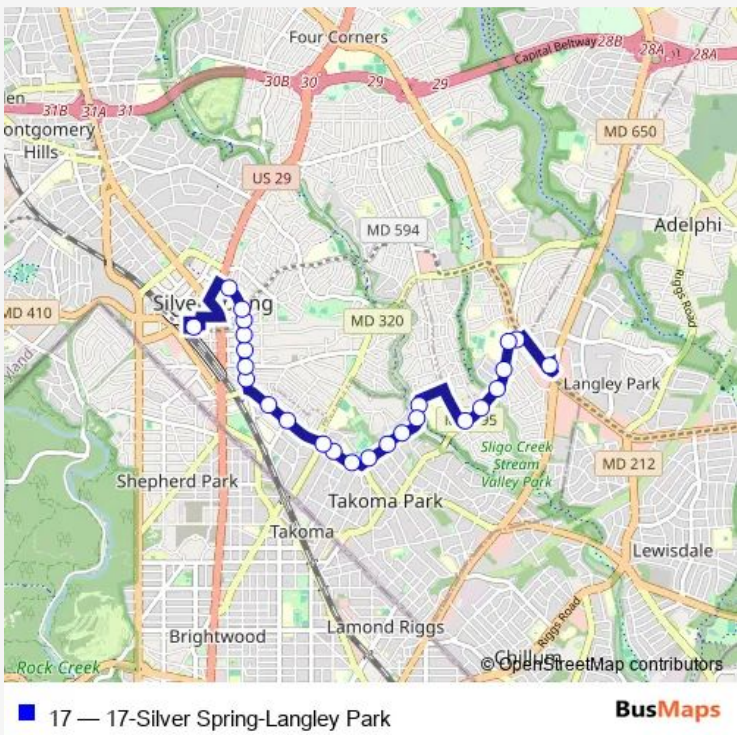 Four Corners
Capital Beltway
28B
28A
28A
30B
30
29
29
31B
31A
31
MD 650
Hills
US 29
Adelphi
MD 594
Riggs Road
MD 410
MD 320
Langley Park
Sligo Creek
Stream
Valley Park
MD 212
Shepherd Park
Takoma Park
Takoma
Lewisdale
Riggs Road
Lamond Riggs
Brightwood
Rock Creek
© OpenStreetMap contributors
17 — 17-Silver Spring-Langley Park
BusMaps